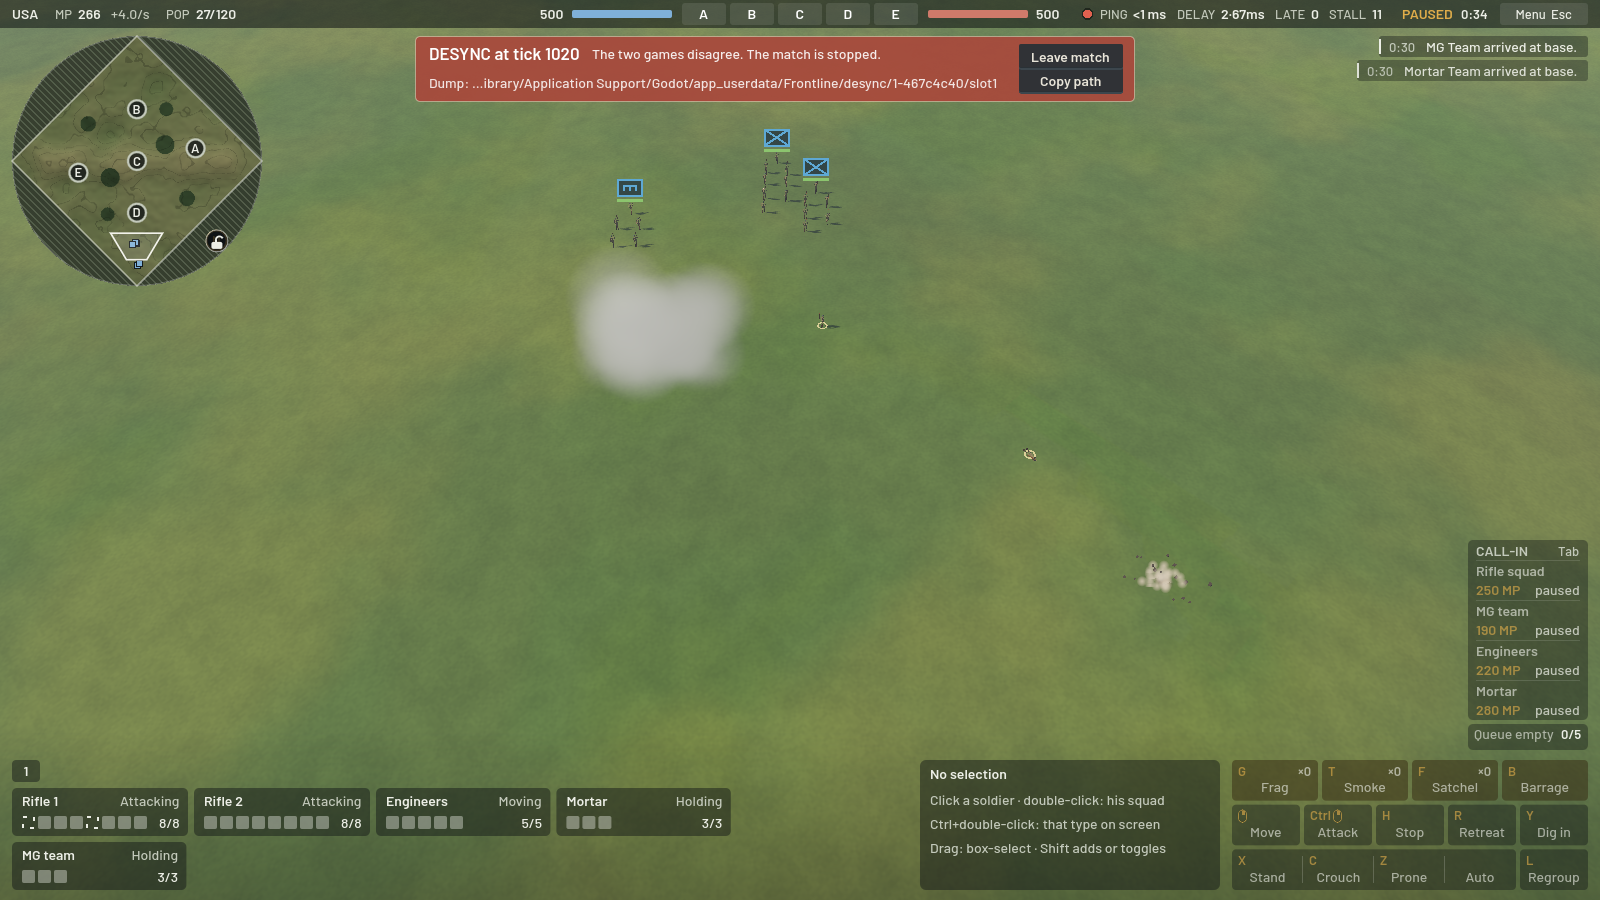 USA MP 266 +4.0/s POP 27/120
500 A B C D E 500
PING <1 ms DELAY 2·67ms LATE 0 STALL 11 PAUSED 0:34 Menu Esc
DESYNC at tick 1020 The two games disagree. The match is stopped.
Dump: ...ibrary/Application Support/Godot/app_userdata/Frontline/desync/1-467c4c40/slot1
Leave match
Copy path
0:30 MG Team arrived at base.
0:30 Mortar Team arrived at base.
B
A
C
E
D
E
CALL-IN Tab
Rifle squad
250 MP paused
MG team
190 MP paused
Engineers
220 MP paused
Mortar
280 MP paused
Queue empty 0/5
1
Rifle 1 Attacking
8/8
Rifle 2 Attacking
8/8
Engineers Moving
5/5
Mortar Holding
3/3
MG team Holding
3/3
No selection
Click a soldier · double-click: his squad
Ctrl+double-click: that type on screen
Drag: box-select · Shift adds or toggles
G ×0 Frag
T ×0 Smoke
F ×0 Satchel
B Barrage
Move
Ctrl Attack
H Stop
R Retreat
Y Dig in
X Stand
C Crouch
Z Prone
Auto
L Regroup